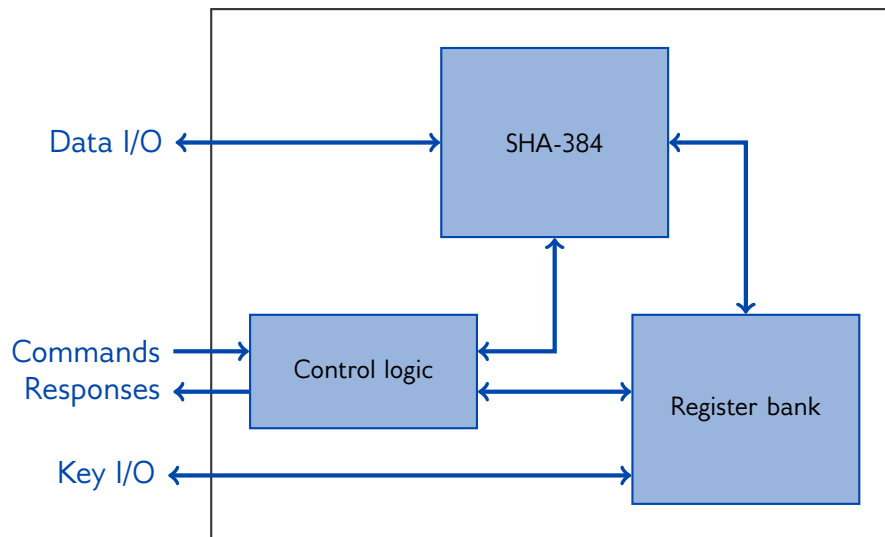 SHA-384
Data I/O
Commands
Responses
Control logic
Register bank
Key I/O